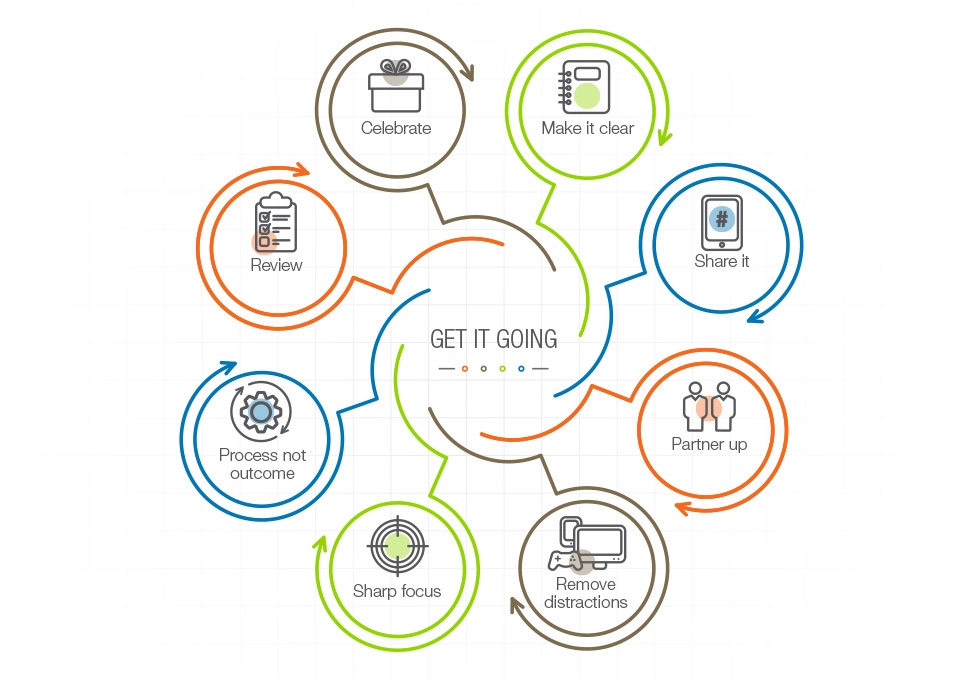 Celebrate
Make it clear
Review
#
Share it
GET IT GOING
Process not
outcome
Partner up
Sharp focus
Remove
distractions